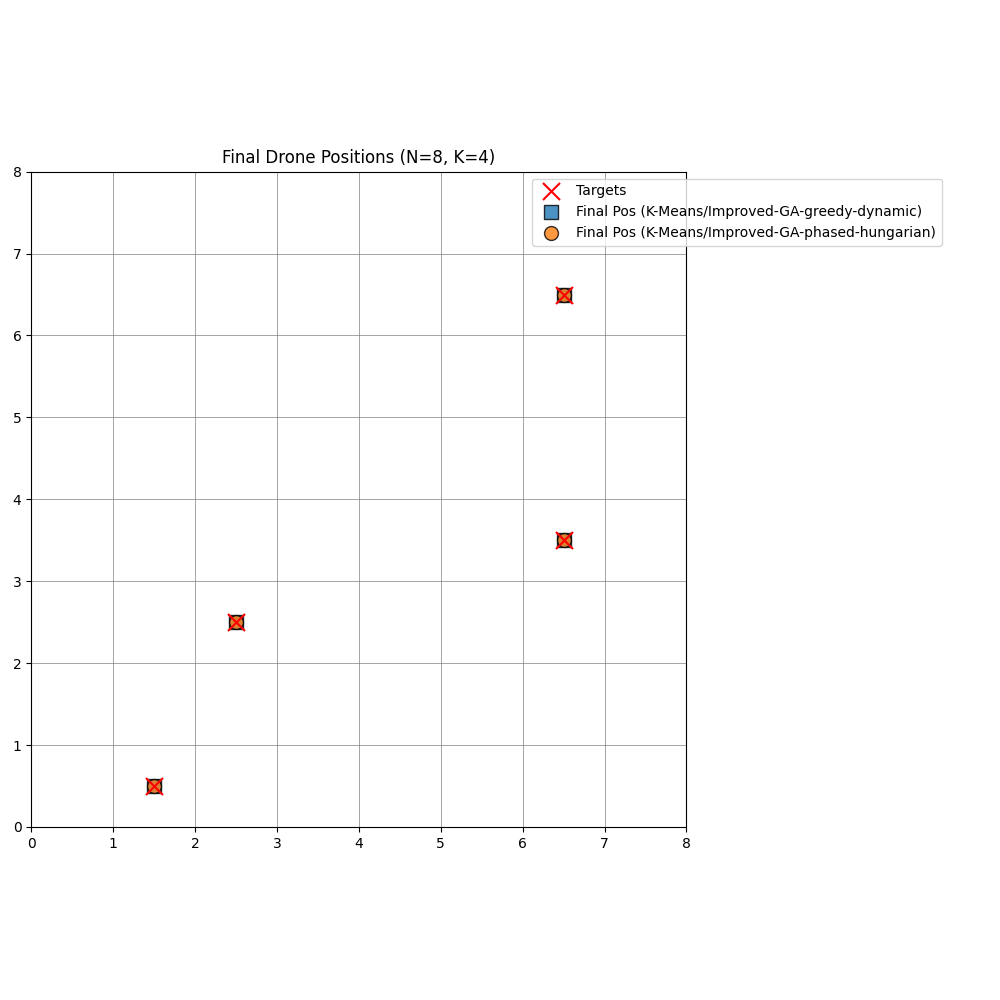 Final Drone Positions (N=8, K=4)
Targets
Final Pos (K-Means/Improved-GA-greedy-dynamic)
Final Pos (K-Means/Improved-GA-phased-hungarian)
8
7
6
5
4
3
2
1
0
0 1 2 3 4 5 6 7 8